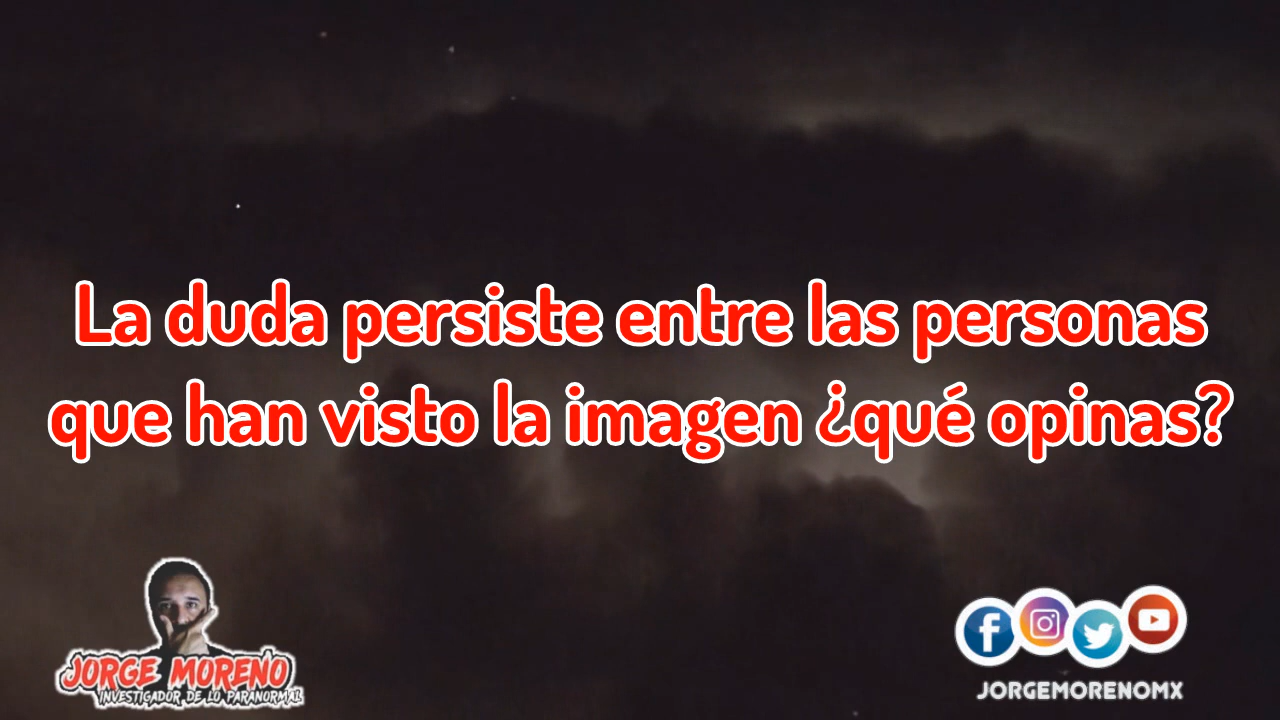 La duda persiste entre las personas
que han visto la imagen ¿qué opinas?
JORGE MORENO
INVESTIGADOR DE LO PARANORMAL
JORGEMORENOMX